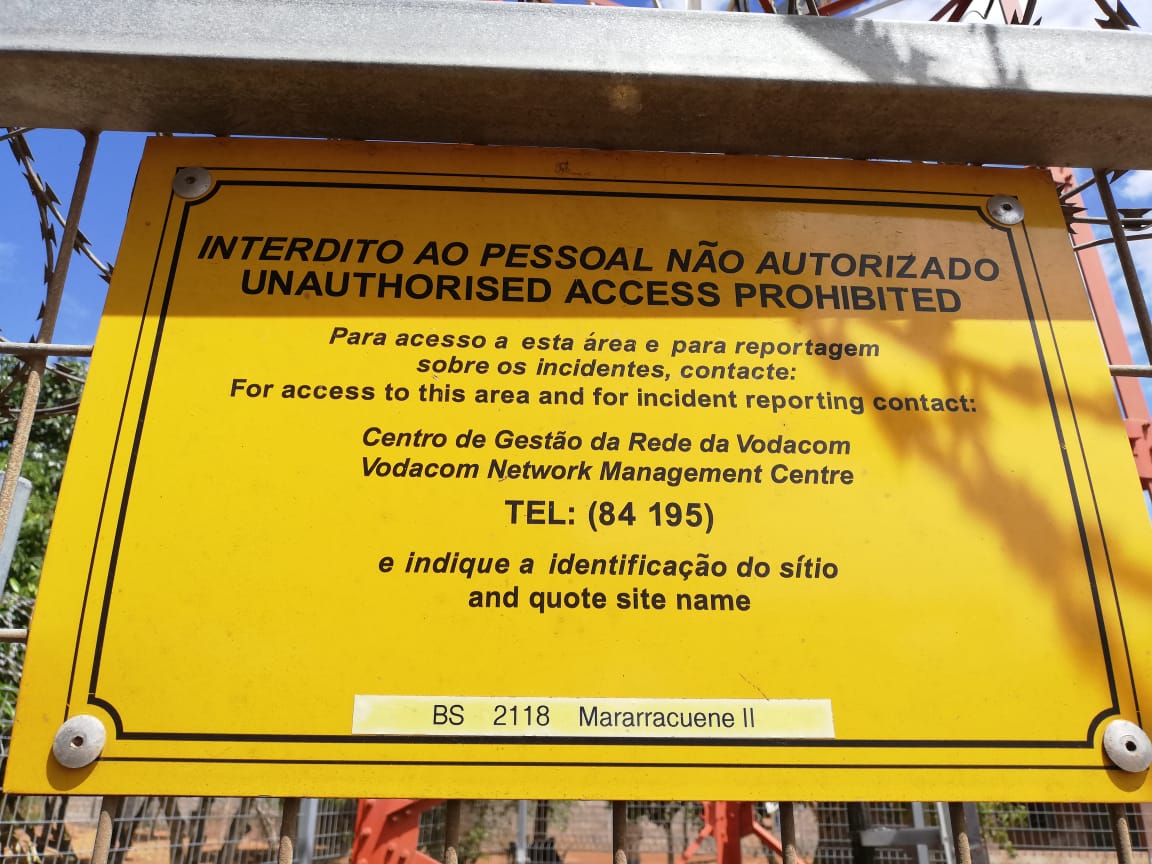 INTERDITO AO PESSOAL NÃO AUTORIZADO
UNAUTHORISED ACCESS PROHIBITED
Para acesso a esta área e para reportagem
sobre os incidentes, contacte:
For access to this area and for incident reporting contact:
Centro de Gestão da Rede da Vodacom
Vodacom Network Management Centre
TEL: (84 195)
e indique a identificação do sítio
and quote site name
BS 2118 Mararracuene II